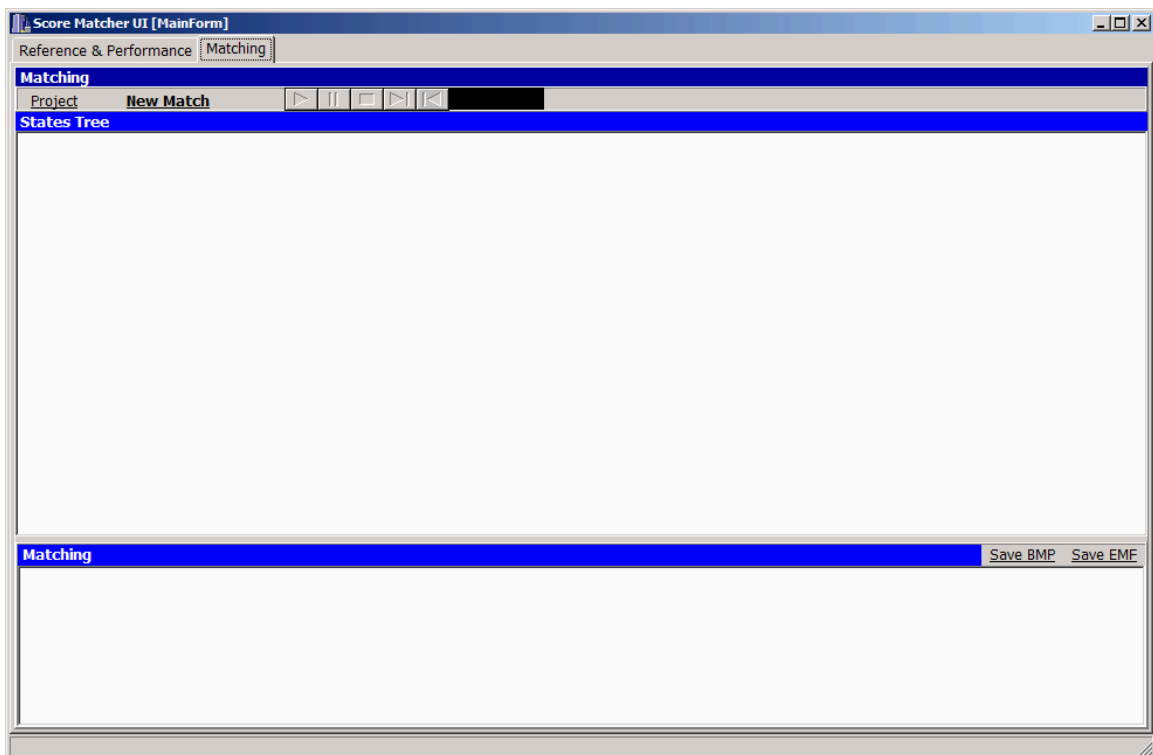 Score Matcher UI [MainForm]
Reference & Performance Matching
Matching
Project New Match
States Tree
Matching Save BMP Save EMF